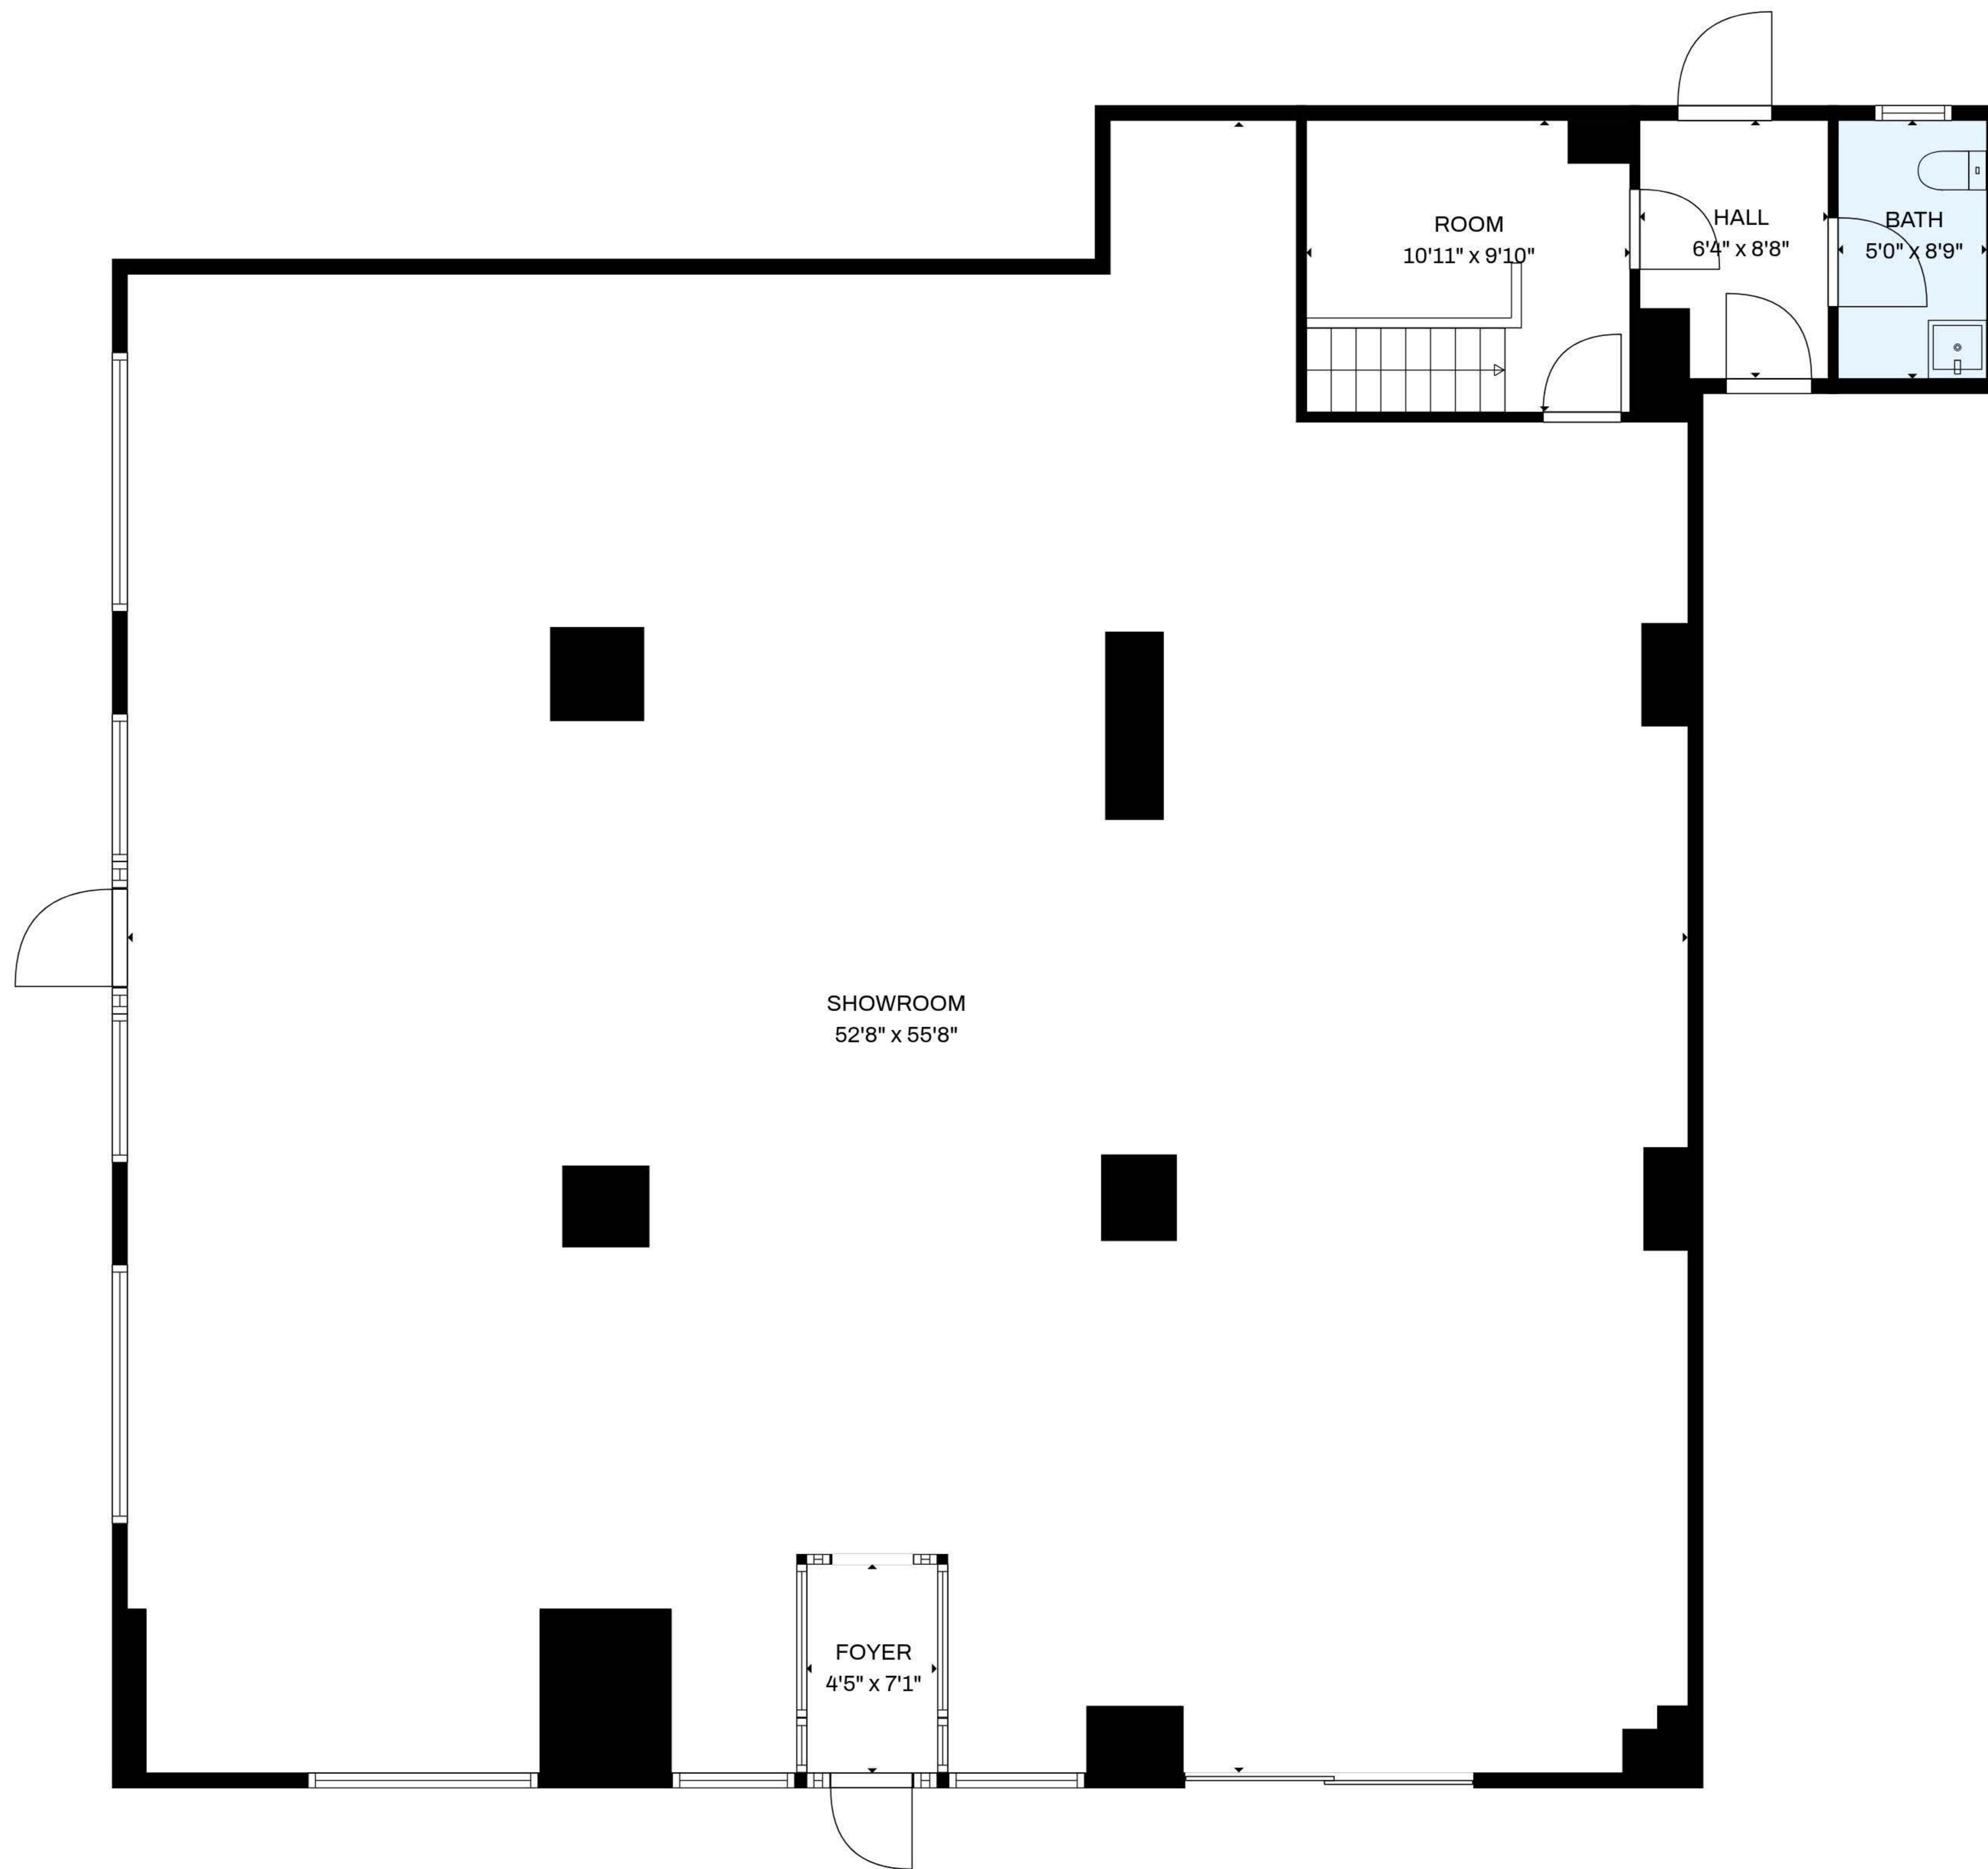 ROOM
10'11" x 9'10"
HALL
6'4" x 8'8"
BATH
5'0" x 8'9"
SHOWROOM
52'8" x 55'8"
FOYER
4'5" x 7'1"